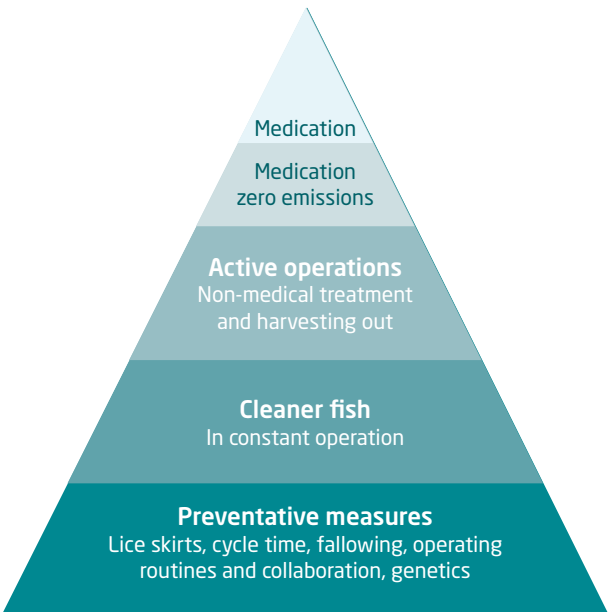 Medication
Medication
zero emissions
Active operations
Non-medical treatment
and harvesting out
Cleaner fish
In constant operation
Preventative measures
Lice skirts, cycle time, fallowing, operating
routines and collaboration, genetics